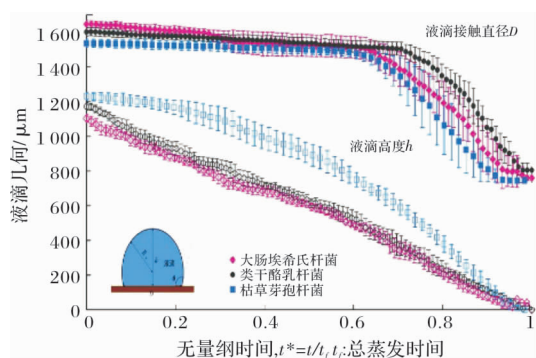 液滴几何/μm
1 600
1 400
1 200
1 000
800
600
400
200
0
液滴接触直径D
液滴高度h
大肠埃希氏杆菌
类干酪乳杆菌
枯草芽孢杆菌
0 0.2 0.4 0.6 0.8 1.0
无量纲时间,t*=t/tf tf:总蒸发时间